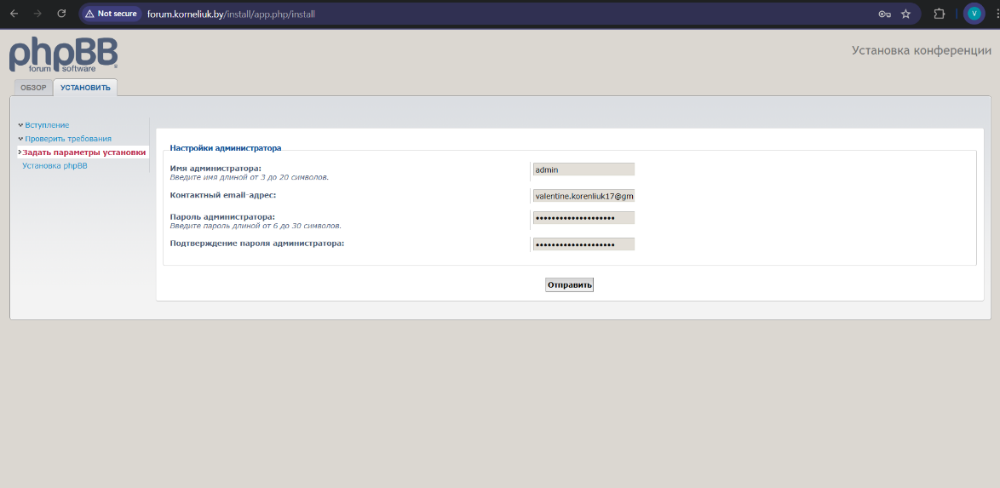 Not secure
forum.korneliuk.by/install/app.php/install
V
phpBB
forum software
Установка конференции
ОБЗОР
УСТАНОВИТЬ
Вступление
Проверить требования
Задать параметры установки
Установка phpBB
Настройки администратора
Имя администратора:
admin
Введите имя длиной от 3 до 20 символов.
Контактный email-адрес:
valentine.korenliuk17@gm
Пароль администратора:
••••••••••••••••••••
Введите пароль длиной от 6 до 30 символов.
Подтверждение пароля администратора:
••••••••••••••••••••
Отправить